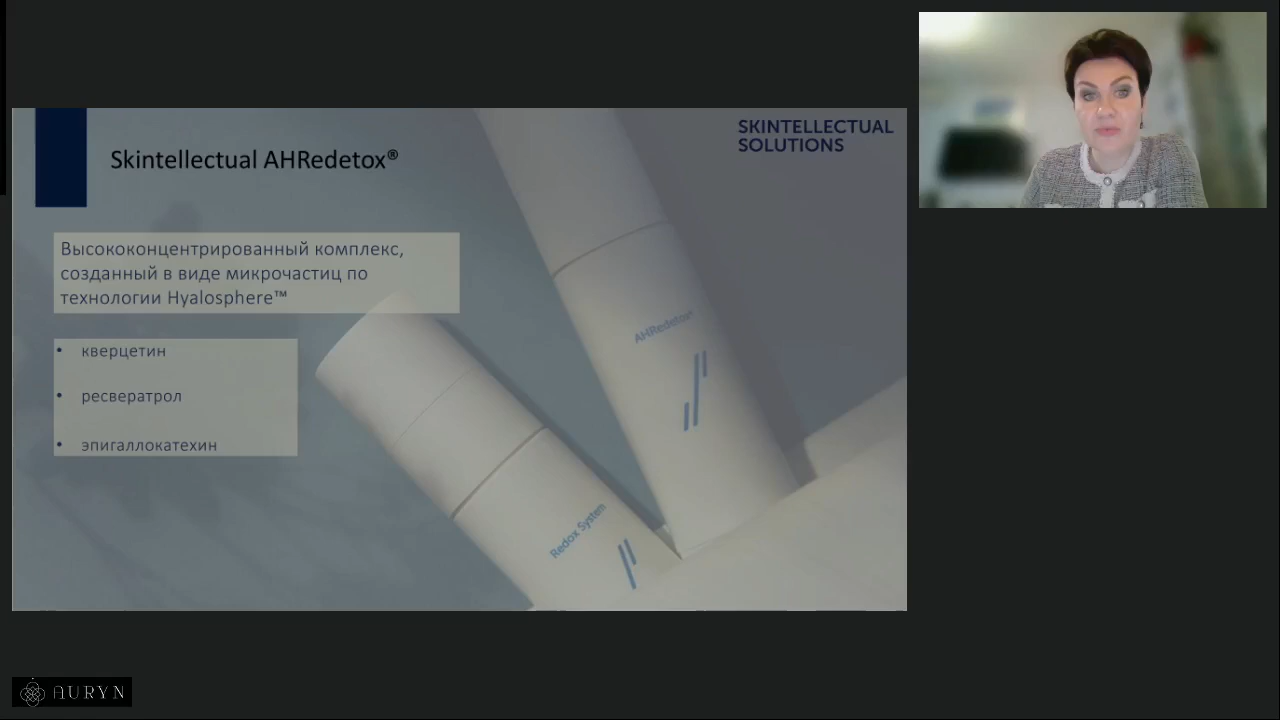 Skintellectual AHRedetox®
SKINTELLECTUAL
SOLUTIONS
Высококонцентрированный комплекс,
созданный в виде микрочастиц по
технологии Hyalosphere™
• кверцетин
• ресвератрол
• эпигаллокатехин
AHRedetox®
Redox System
AURYN